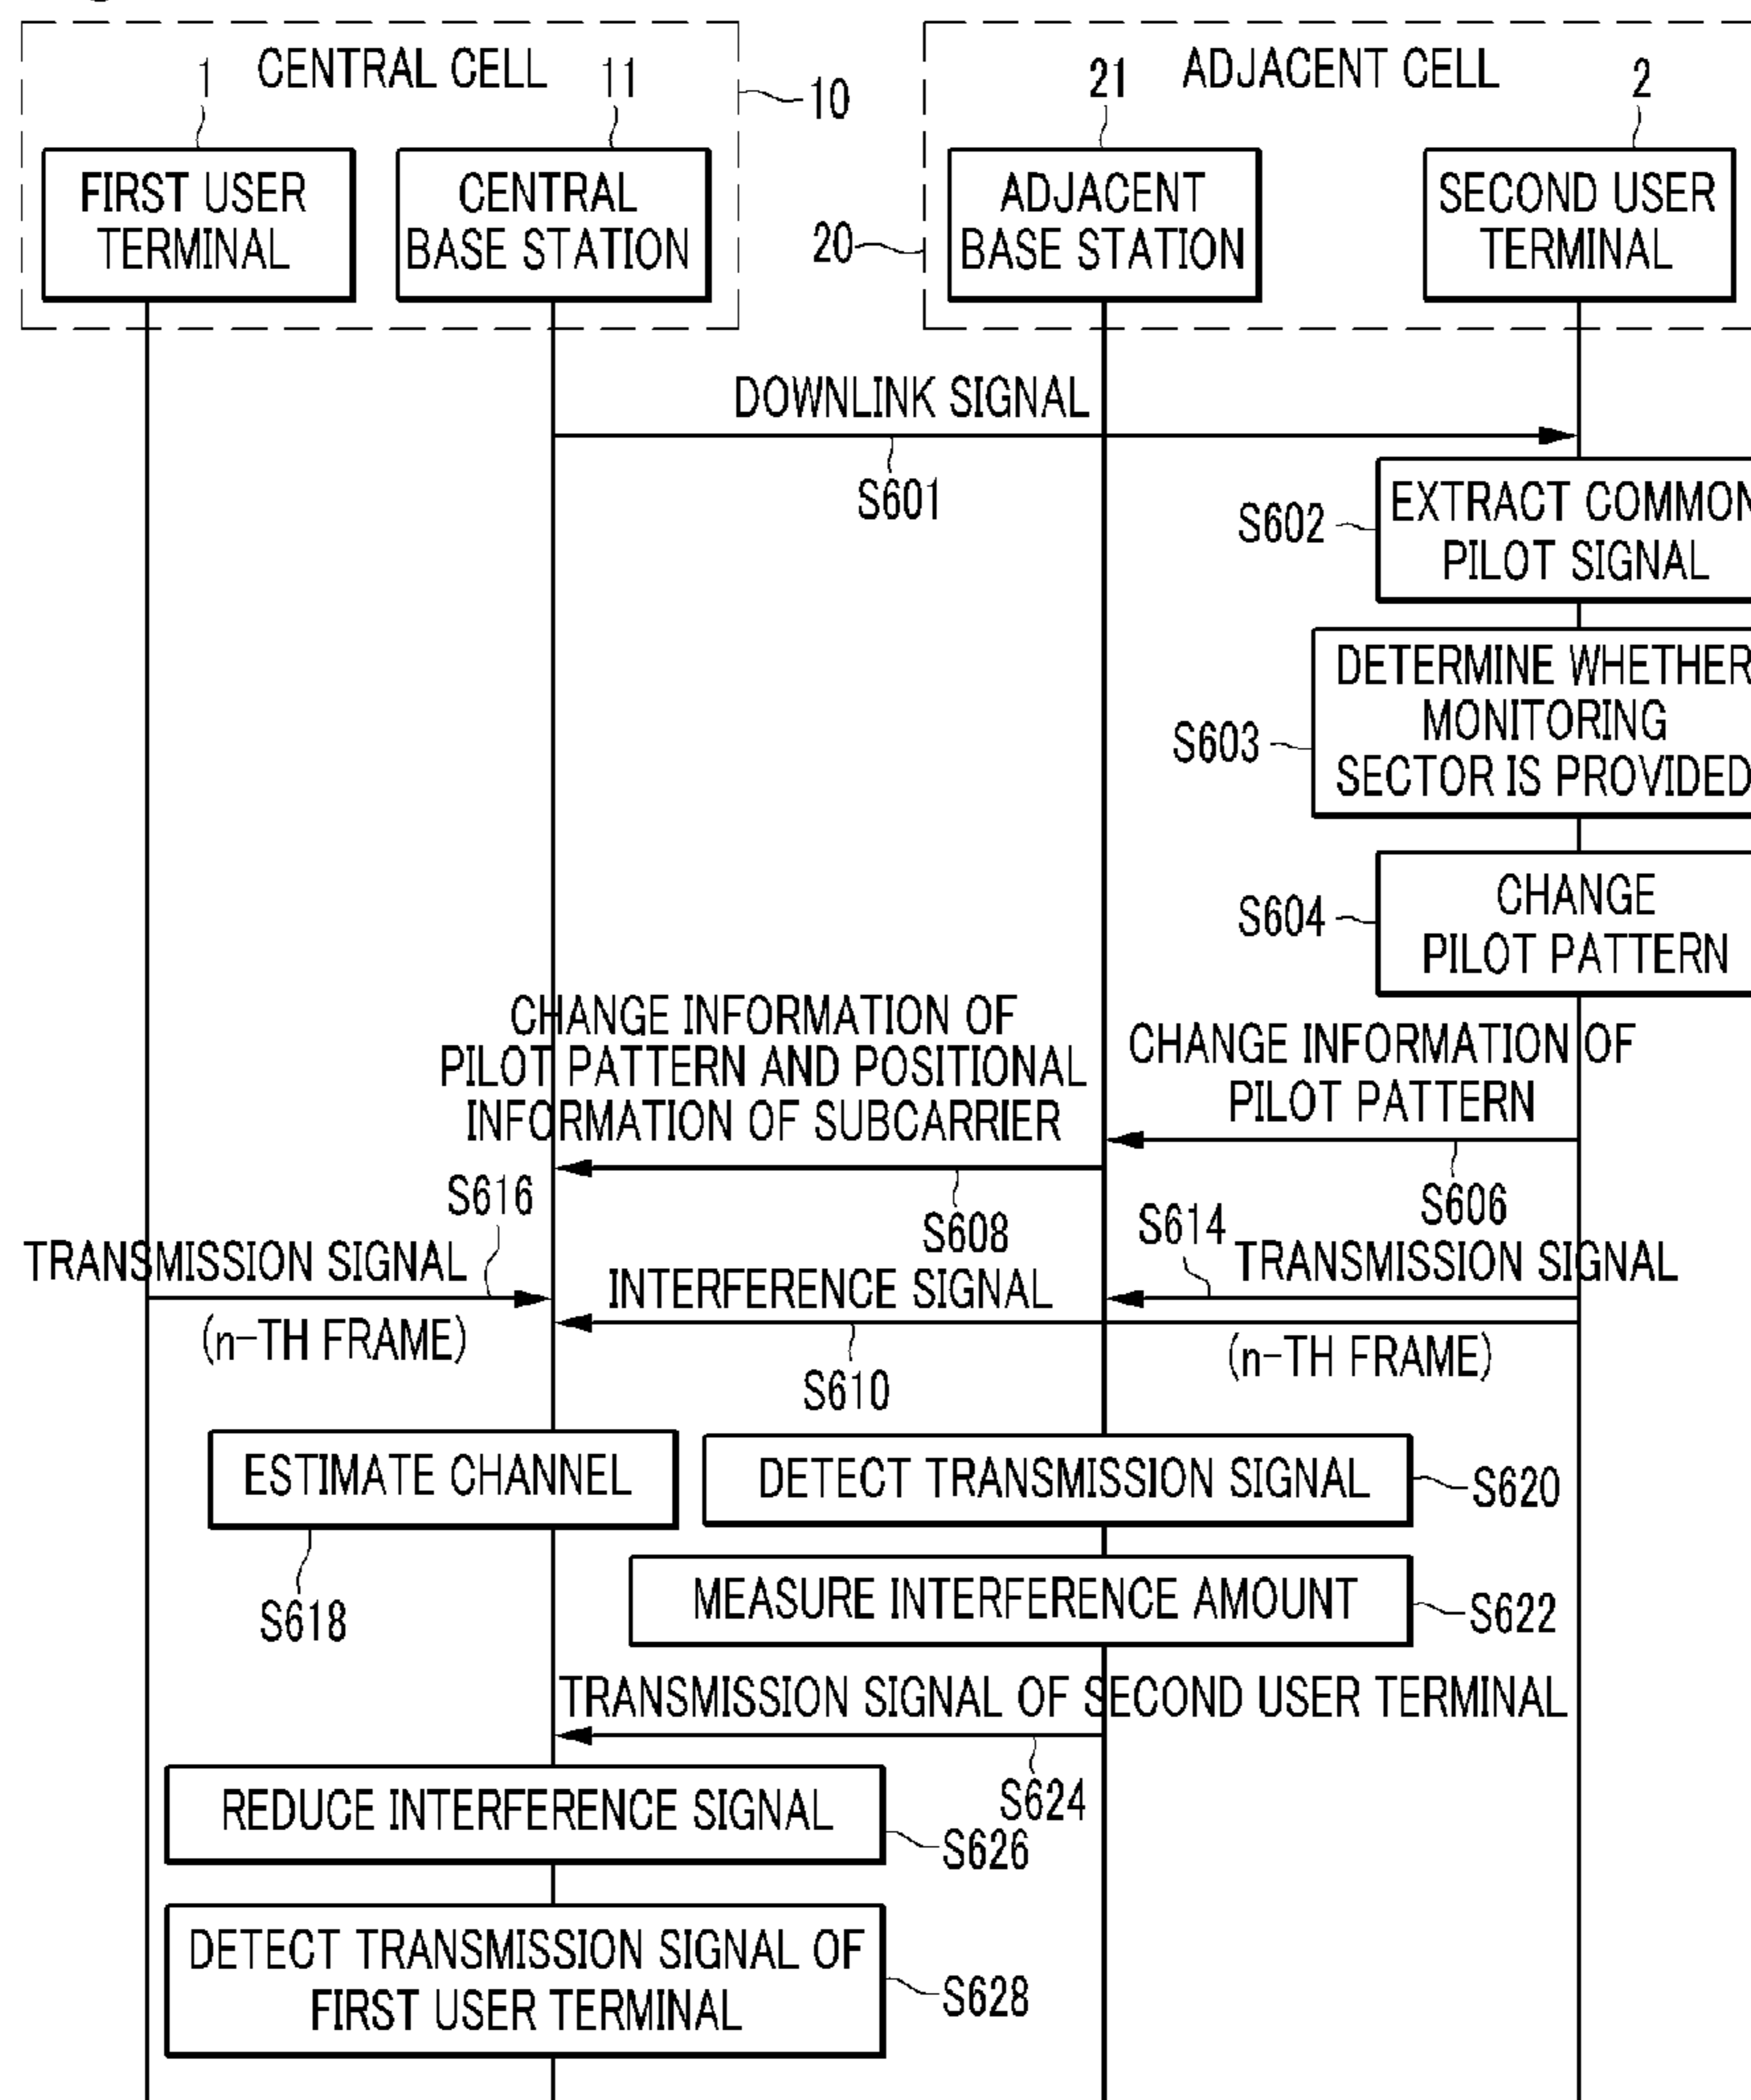 CENTRAL CELL
ADJACENT CELL
1
11
10
21
2
FIRST USER
TERMINAL
CENTRAL
BASE STATION
20
ADJACENT
BASE STATION
SECOND USER
TERMINAL
DOWNLINK SIGNAL
S601
S602
EXTRACT COMMON
PILOT SIGNAL
S603
DETERMINE WHETHER
MONITORING
SECTOR IS PROVIDED
S604
CHANGE
PILOT PATTERN
CHANGE INFORMATION OF
PILOT PATTERN AND POSITIONAL
INFORMATION OF SUBCARRIER
CHANGE INFORMATION OF
PILOT PATTERN
S606
S608
S616
TRANSMISSION SIGNAL
(n-TH FRAME)
INTERFERENCE SIGNAL
S610
S614
TRANSMISSION SIGNAL
(n-TH FRAME)
ESTIMATE CHANNEL
S618
DETECT TRANSMISSION SIGNAL
S620
MEASURE INTERFERENCE AMOUNT
S622
TRANSMISSION SIGNAL OF SECOND USER TERMINAL
S624
REDUCE INTERFERENCE SIGNAL
S626
DETECT TRANSMISSION SIGNAL OF
FIRST USER TERMINAL
S628